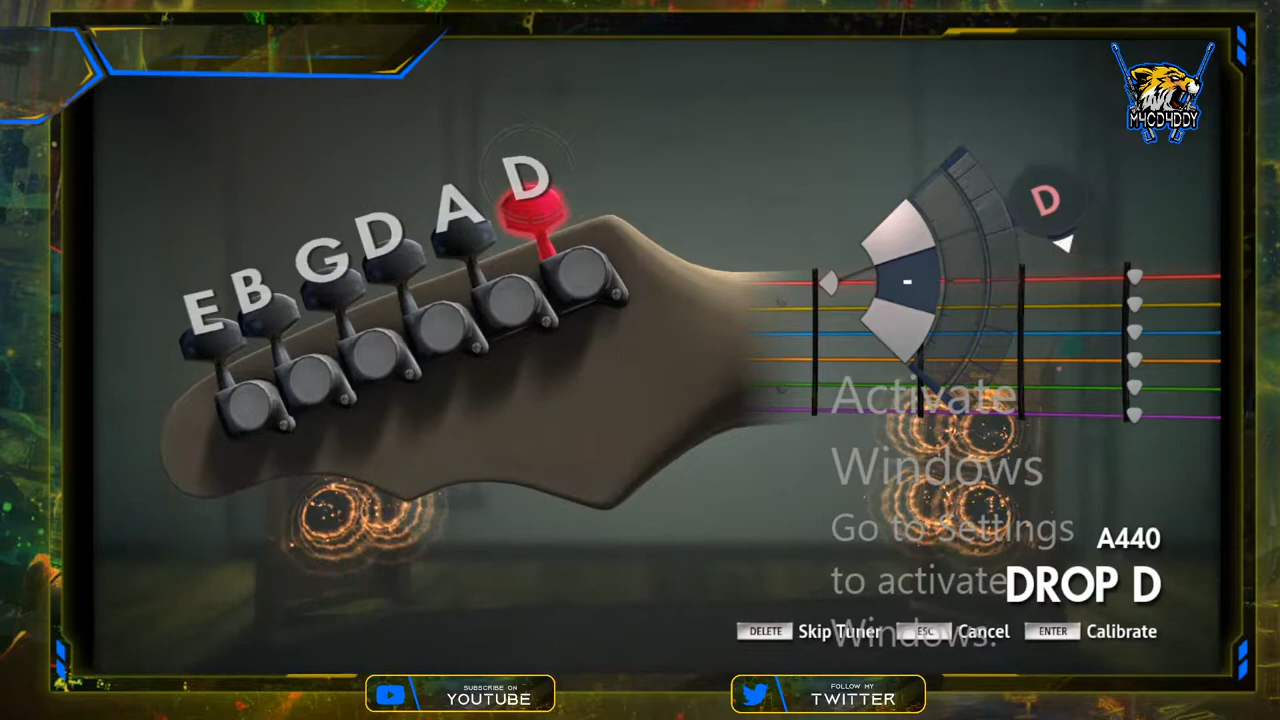 M4CD4DDY
E
B
G
D
A
D
D
-
Activate
Windows
Go to Settings
to activate
Windows.
A440
DROP D
DELETE Skip Tuner ESC Cancel ENTER Calibrate
SUBSCRIBE ON
YOUTUBE
FOLLOW MY
TWITTER